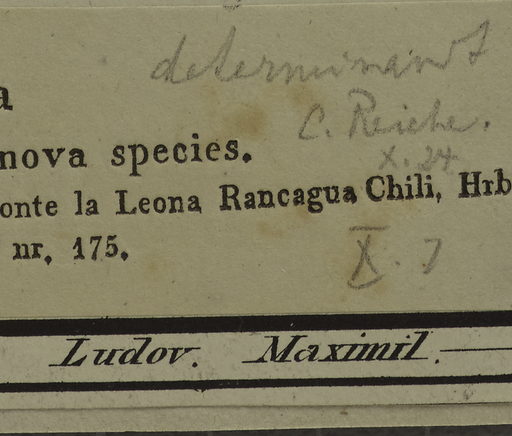 determinavit
a
C. Reiche.
X. 24
nova species.
onte la Leona Rancagua Chili, Hrb
nr. 175.
X. 7
Ludov. Maximil.